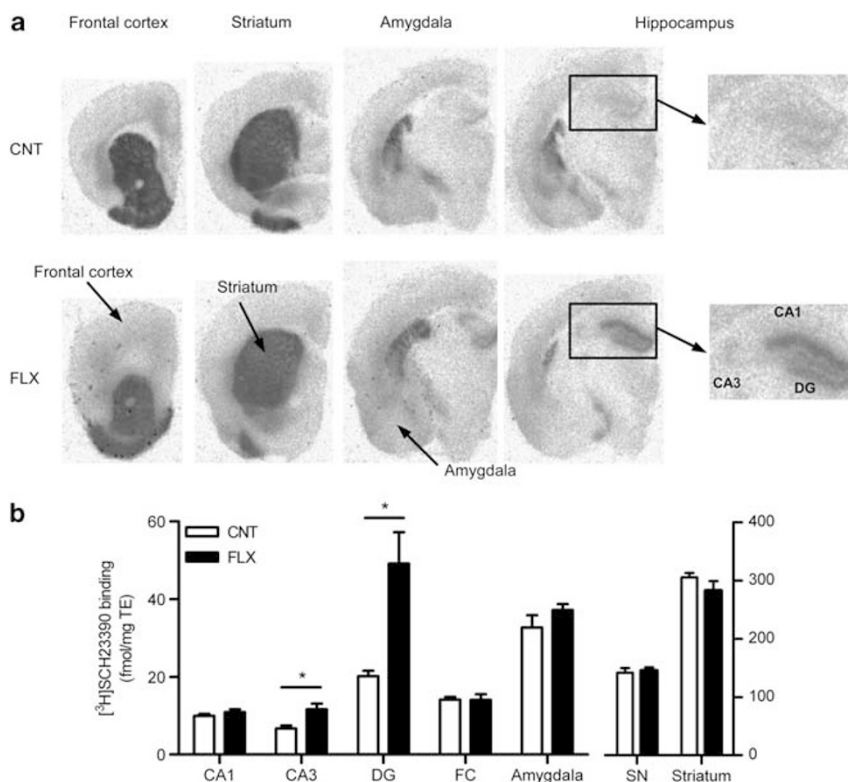 a
Frontal cortex Striatum Amygdala Hippocampus
CNT
Frontal cortex
Striatum
CA1
FLX
CA3
DG
Amygdala
b
[³H]SCH23390 binding
(fmol/mg TE)
60
40
20
0
CNT
FLX
*
*
400
300
200
100
0
CA1 CA3 DG FC Amygdala SN Striatum